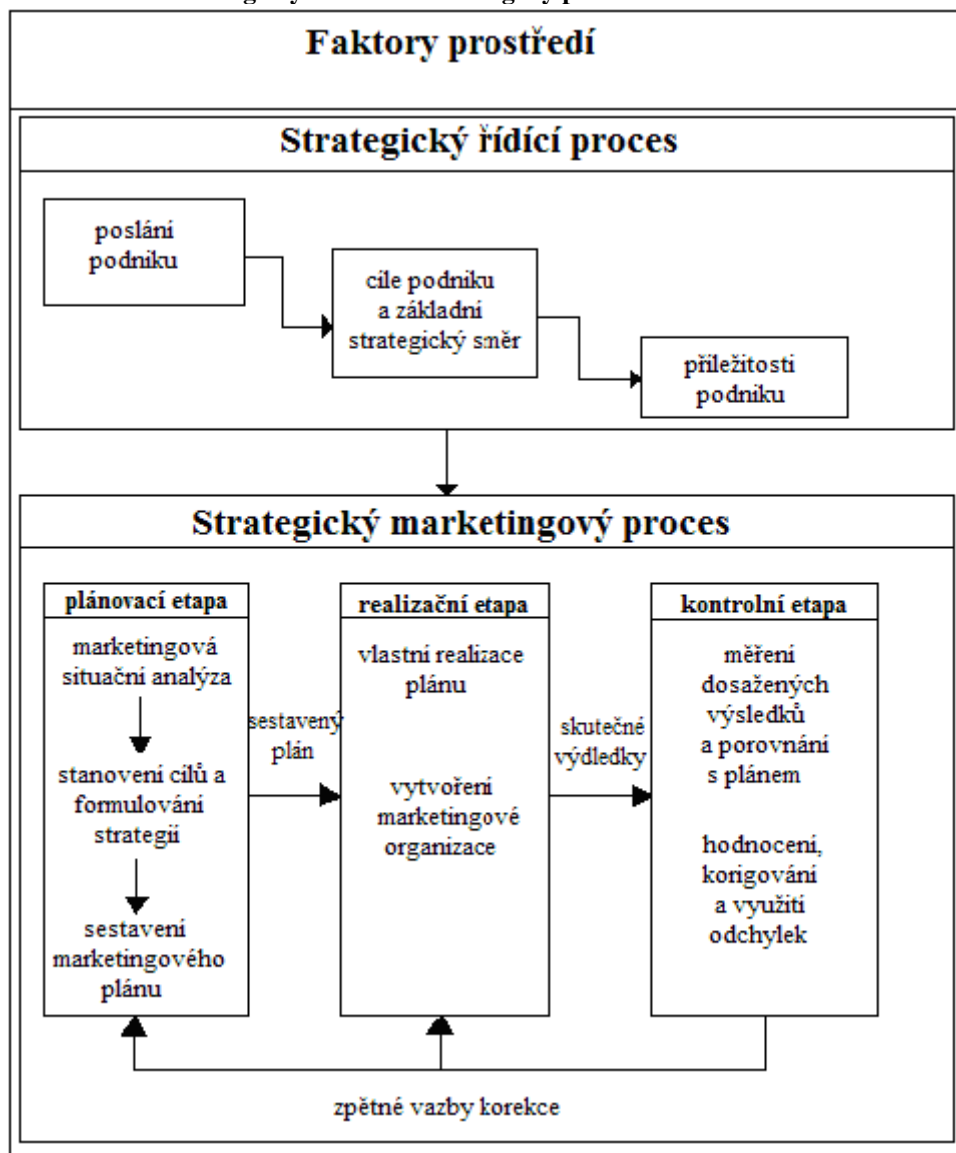 Faktory prostředí
Strategický řídící proces
poslání
podniku
cíle podniku
a základní
strategický směr
příležitosti
podniku
Strategický marketingový proces
plánovací etapa
marketingová
situační analýza
stanovení cílů a
formulování
strategií
sestavení
marketingového
plánu
sestavený
plán
realizační etapa
vlastní realizace
plánu
vytvoření
marketingové
organizace
skutečné
výdledky
kontrolní etapa
měření
dosažených
výsledků
a porovnání
s plánem
hodnocení,
korigování
a využití
odchylek
zpětné vazby korekce